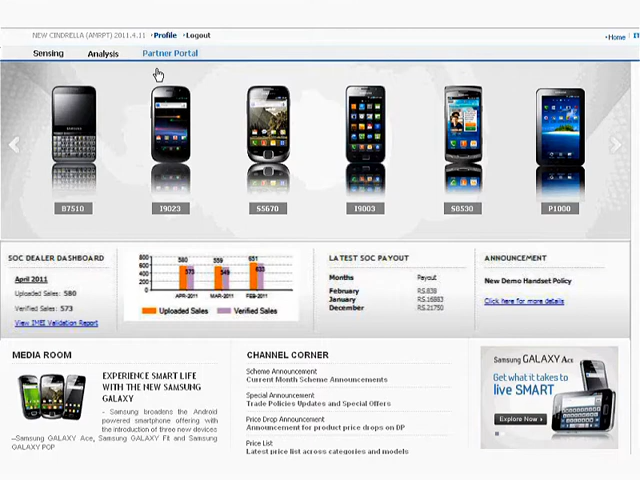 NEW CINDRELLA (AMRPT) 2011.4.11 Profile Logout
Home
Sensing Analysis Partner Portal
B7510 I9023 S5670 I9003 S8530 P1000
SOC DEALER DASHBOARD
April 2011
Uploaded Sales: 580
Verified Sales: 573
View IMEI Validation Report
800
600
400
200
0
580 573 559 549 651 633
APR-2011 MAR-2011 FEB-2011
Uploaded Sales Verified Sales
LATEST SOC PAYOUT
Months Payout
February
January
December RS.21750
ANNOUNCEMENT
New Demo Handset Policy
Click here for more details
MEDIA ROOM
EXPERIENCE SMART LIFE
WITH THE NEW SAMSUNG
GALAXY
- Samsung broadens the Android
powered smartphone offering with
the introduction of three new devices
—Samsung GALAXY Ace, Samsung GALAXY Fit and Samsung
GALAXY POP
CHANNEL CORNER
Scheme Announcement
Current Month Scheme Announcements
Special Announcement
Trade Policies Updates and Special Offers
Price Drop Announcement
Announcement for product price drops on DP
Price List
Latest price list across categories and models
Samsung GALAXY Ace
Get what it takes to
live SMART
Explore Now